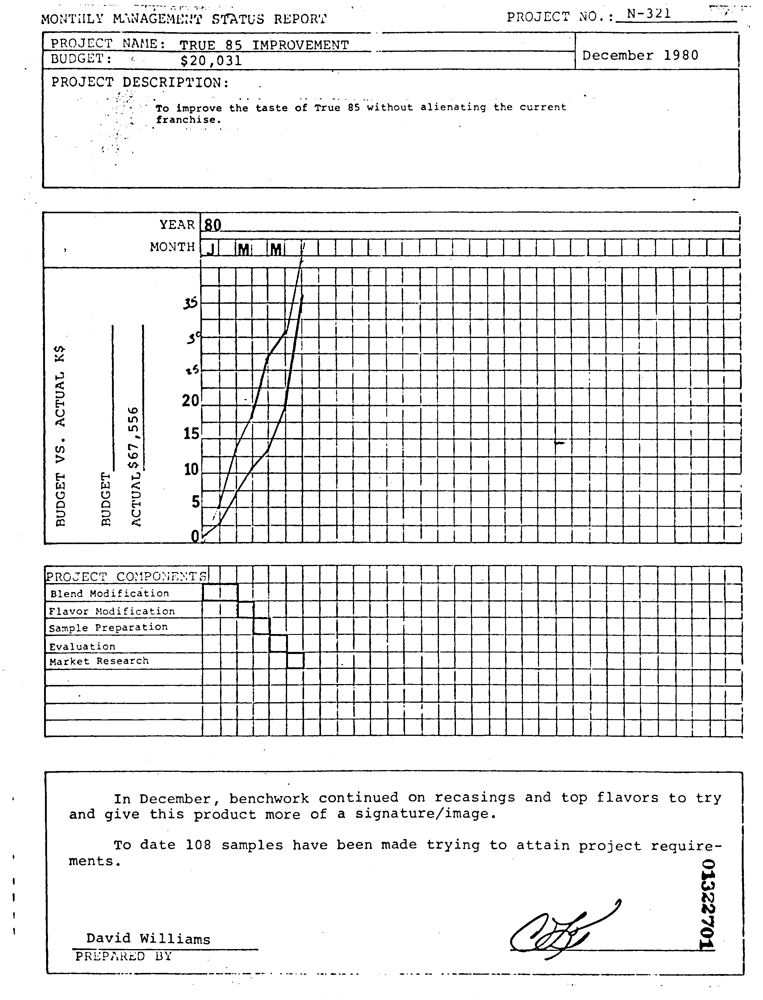 MONTHLY MANAGEMENT STATUS REPORT
PROJECT NO.: N-321
PROJECT NAME: TRUE 85 IMPROVEMENT
BUDGET: $20,031
December 1980
PROJECT DESCRIPTION:
To improve the taste of True 85 without alienating the current
franchise.
YEAR 80
MONTH J M M
BUDGET VS. ACTUAL K$
BUDGET
ACTUAL $67,556
35
30
25
20
15
10
5
0
PROJECT COMPONENTS
Blend Modification
Flavor Modification
Sample Preparation
Evaluation
Market Research
In December, benchwork continued on recasings and top flavors to try
and give this product more of a signature/image.
To date 108 samples have been made trying to attain project require-
ments.
01322701
David Williams
PREPARED BY